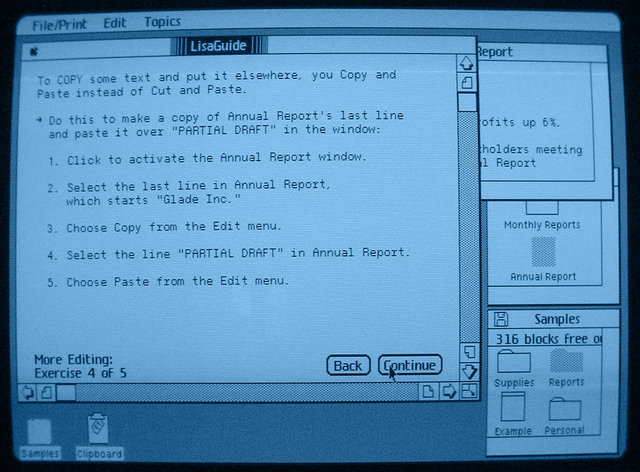 File/Print Edit Topics
LisaGuide
To COPY some text and put it elsewhere, you Copy and
Paste instead of Cut and Paste.
→ Do this to make a copy of Annual Report's last line
and paste it over "PARTIAL DRAFT" in the window:
1. Click to activate the Annual Report window.
2. Select the last line in Annual Report,
which starts "Glade Inc."
3. Choose Copy from the Edit menu.
4. Select the line "PARTIAL DRAFT" in Annual Report.
5. Choose Paste from the Edit menu.
More Editing:
Exercise 4 of 5
Back Continue
Report
rofits up 6%.
holders meeting
l Report
Monthly Reports
Annual Report
Samples
316 blocks free o
Supplies Reports
Example Personal
Samples Clipboard